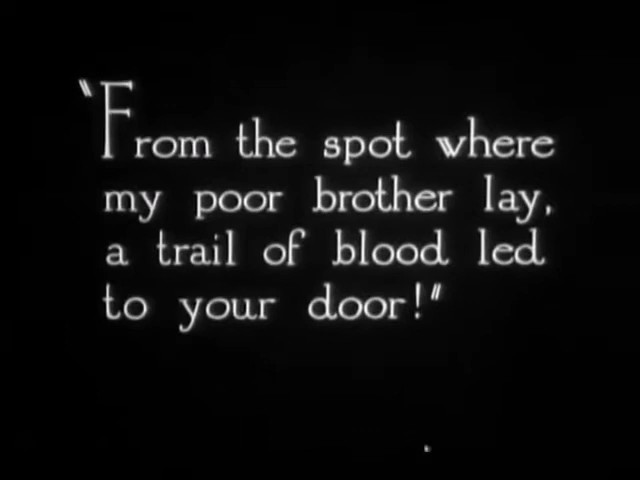 "From the spot where
my poor brother lay,
a trail of blood led
to your door!"